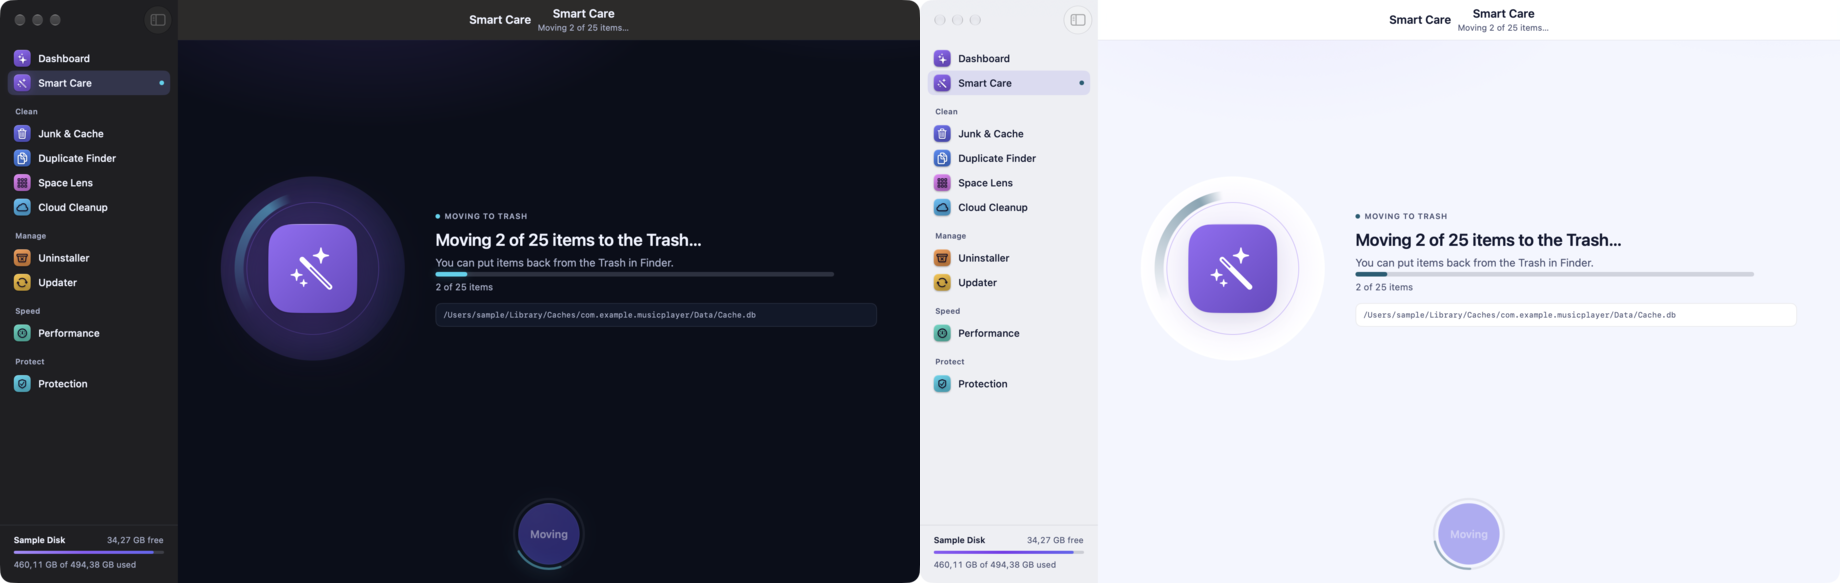 Smart Care
Smart Care
Moving 2 of 25 items...
Dashboard
Smart Care
Clean
Junk & Cache
Duplicate Finder
Space Lens
Cloud Cleanup
Manage
Uninstaller
Updater
Speed
Performance
Protect
Protection
MOVING TO TRASH
Moving 2 of 25 items to the Trash...
You can put items back from the Trash in Finder.
2 of 25 items
/Users/sample/Library/Caches/com.example.musicplayer/Data/Cache.db
Moving
Sample Disk 34,27 GB free
460,11 GB of 494,38 GB used
Smart Care
Smart Care
Moving 2 of 25 items...
Dashboard
Smart Care
Clean
Junk & Cache
Duplicate Finder
Space Lens
Cloud Cleanup
Manage
Uninstaller
Updater
Speed
Performance
Protect
Protection
MOVING TO TRASH
Moving 2 of 25 items to the Trash...
You can put items back from the Trash in Finder.
2 of 25 items
/Users/sample/Library/Caches/com.example.musicplayer/Data/Cache.db
Moving
Sample Disk 34,27 GB free
460,11 GB of 494,38 GB used